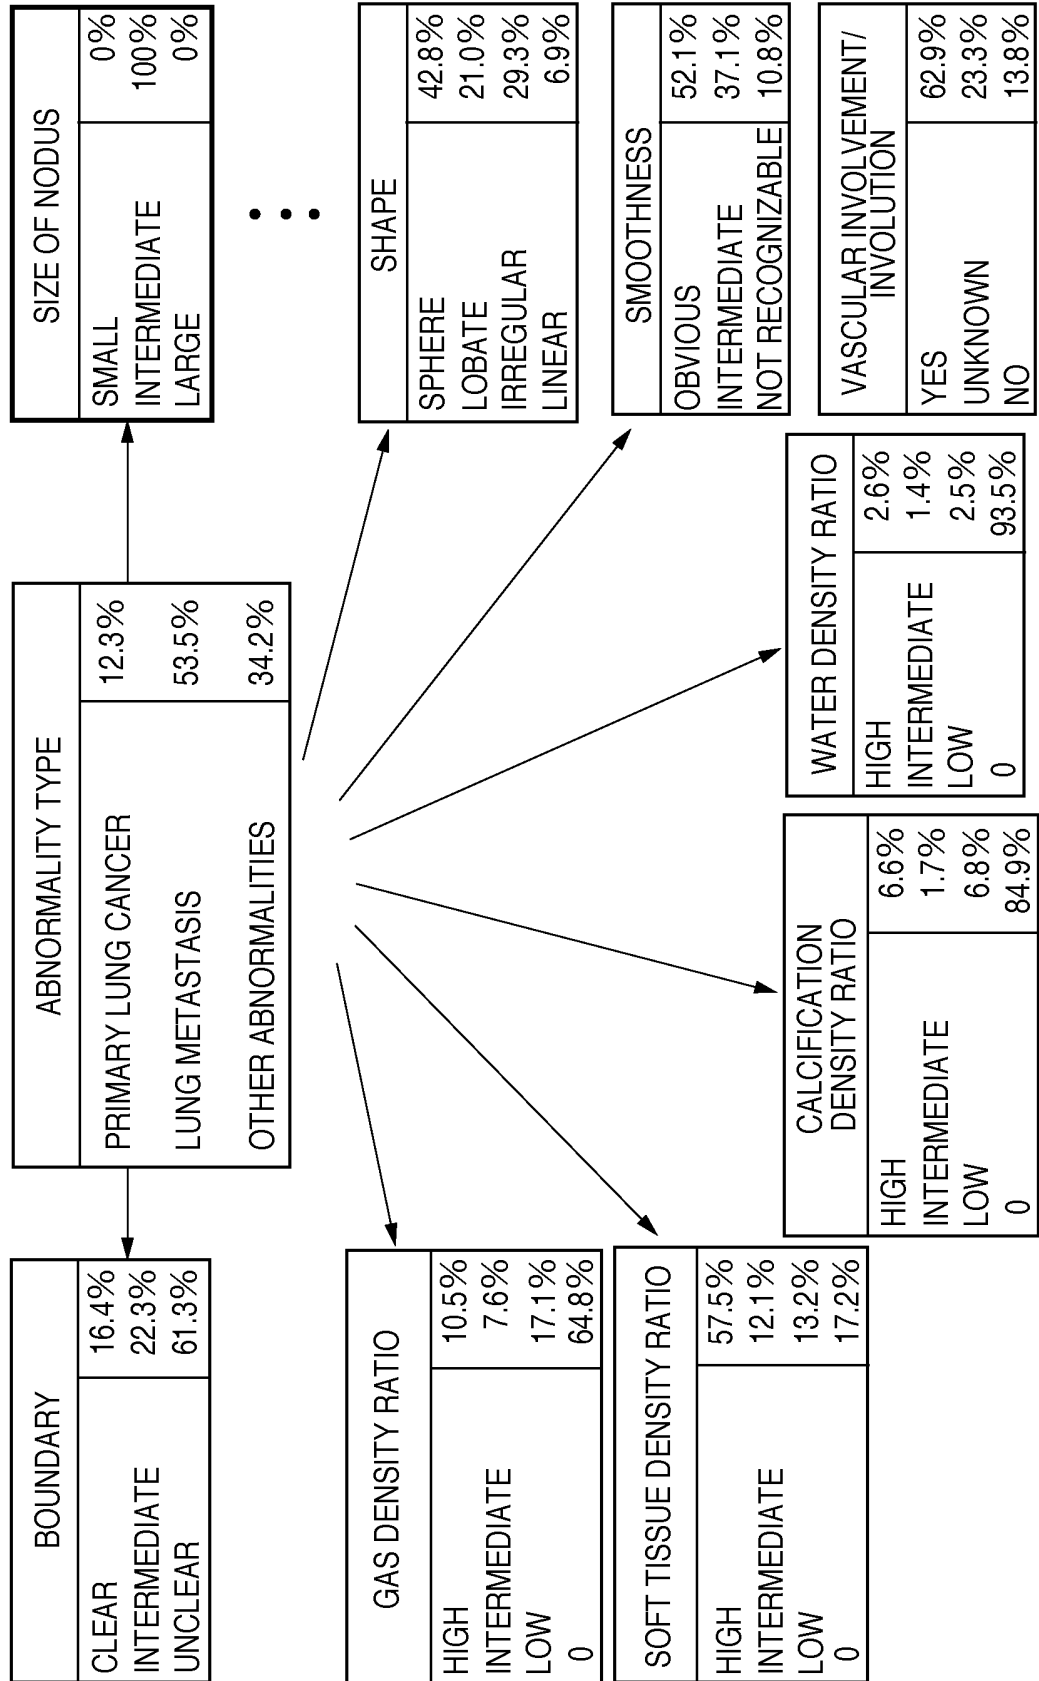 BOUNDARY
CLEAR 16.4%
INTERMEDIATE 22.3%
UNCLEAR 61.3%
ABNORMALITY TYPE
PRIMARY LUNG CANCER 12.3%
LUNG METASTASIS 53.5%
OTHER ABNORMALITIES 34.2%
SIZE OF NODUS
SMALL 0%
INTERMEDIATE 100%
LARGE 0%
GAS DENSITY RATIO
HIGH 10.5%
INTERMEDIATE 7.6%
LOW 17.1%
0 64.8%
SHAPE
SPHERE 42.8%
LOBATE 21.0%
IRREGULAR 29.3%
LINEAR 6.9%
SOFT TISSUE DENSITY RATIO
HIGH 57.5%
INTERMEDIATE 12.1%
LOW 13.2%
0 17.2%
SMOOTHNESS
OBVIOUS 52.1%
INTERMEDIATE 37.1%
NOT RECOGNIZABLE 10.8%
CALCIFICATION
DENSITY RATIO
HIGH 6.6%
INTERMEDIATE 1.7%
LOW 6.8%
0 84.9%
WATER DENSITY RATIO
HIGH 2.6%
INTERMEDIATE 1.4%
LOW 2.5%
0 93.5%
VASCULAR INVOLVEMENT/
INVOLUTION
YES 62.9%
UNKNOWN 23.3%
NO 13.8%